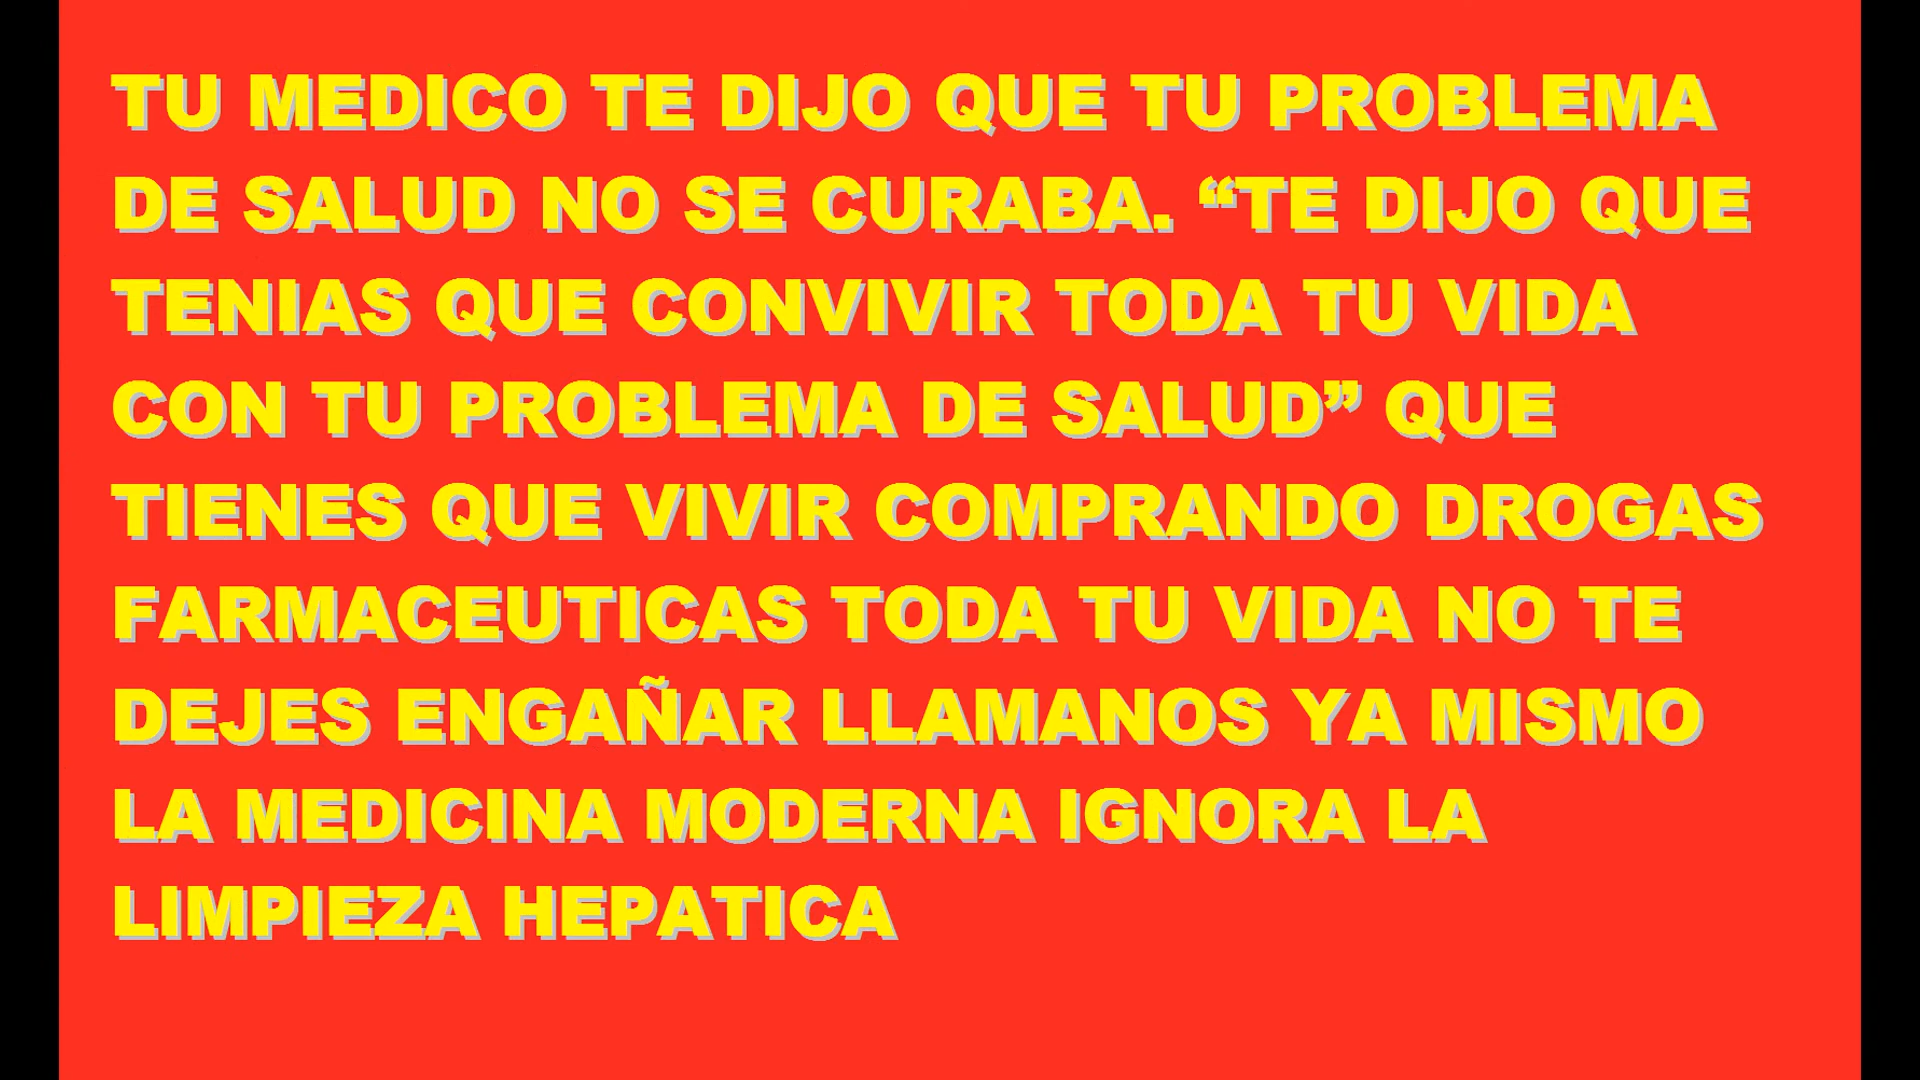 TU MEDICO TE DIJO QUE TU PROBLEMA
DE SALUD NO SE CURABA. “TE DIJO QUE
TENIAS QUE CONVIVIR TODA TU VIDA
CON TU PROBLEMA DE SALUD” QUE
TIENES QUE VIVIR COMPRANDO DROGAS
FARMACEUTICAS TODA TU VIDA NO TE
DEJES ENGAÑAR LLAMANOS YA MISMO
LA MEDICINA MODERNA IGNORA LA
LIMPIEZA HEPATICA